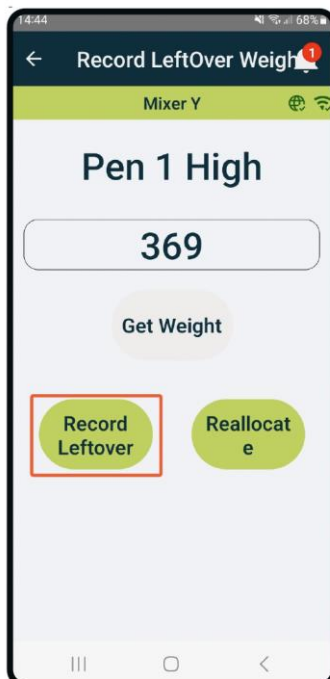 14:44 68%
Record LeftOver Weigh
1
Mixer Y
Pen 1 High
369
Get Weight
Record
Leftover
Reallocat
e